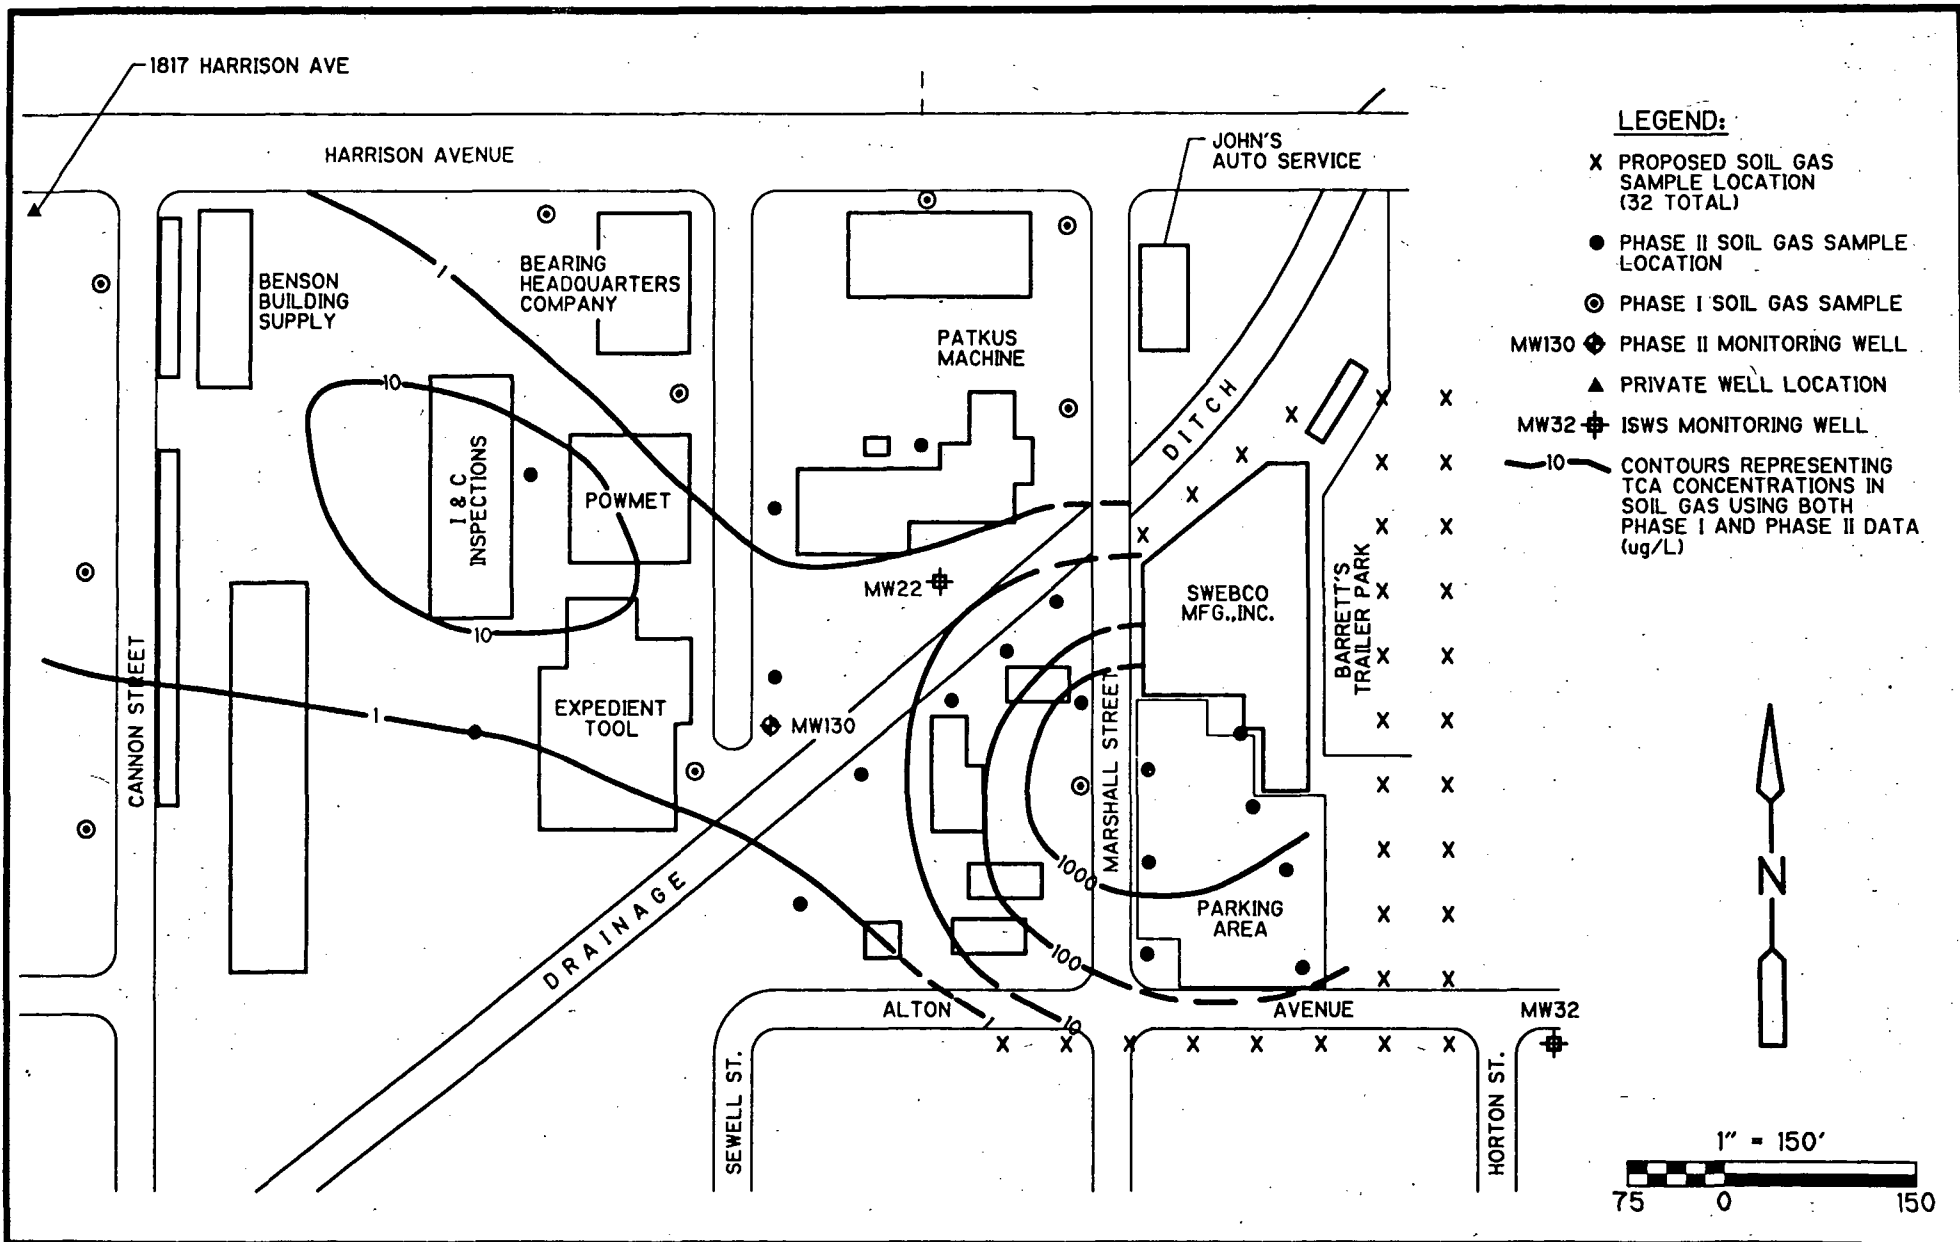 1817 HARRISON AVE
HARRISON AVENUE
JOHN'S
AUTO SERVICE
BENSON
BUILDING
SUPPLY
BEARING
HEADQUARTERS
COMPANY
PATKUS
MACHINE
1
10
I & C
INSPECTIONS
POWMET
10
EXPEDIENT
TOOL
1
CANNON STREET
MW22
MW130
DITCH
DRAINAGE
SWEBCO
MFG.,INC.
BARRETT'S
TRAILER PARK
MARSHALL STREET
1000
100
PARKING
AREA
ALTON
AVENUE
1
10
MW32
SEWELL ST.
HORTON ST.
LEGEND:
X PROPOSED SOIL GAS
SAMPLE LOCATION
(32 TOTAL)
PHASE II SOIL GAS SAMPLE
LOCATION
PHASE I SOIL GAS SAMPLE
MW130 PHASE II MONITORING WELL
PRIVATE WELL LOCATION
MW32 ISWS MONITORING WELL
10 CONTOURS REPRESENTING
TCA CONCENTRATIONS IN
SOIL GAS USING BOTH
PHASE I AND PHASE II DATA
(ug/L)
N
1" = 150'
75 0 150